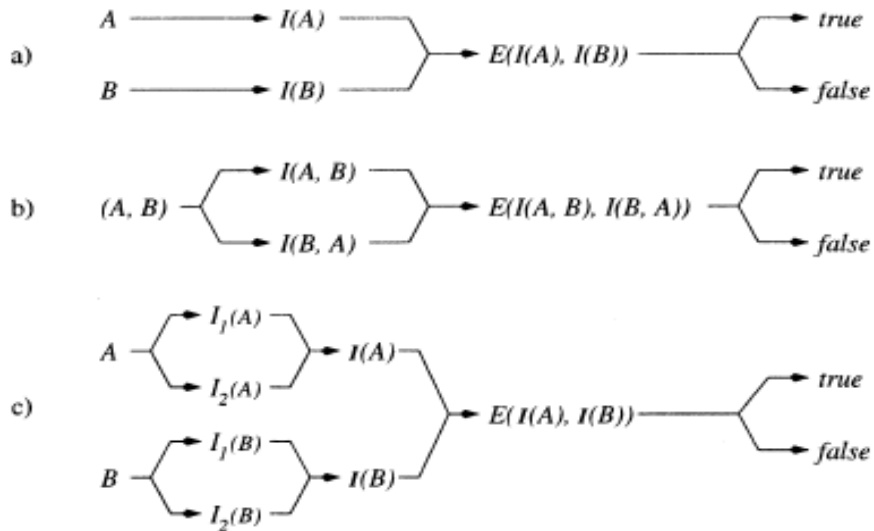 A I(A) true
a) E(I(A), I(B))
B I(B) false
I(A, B) true
b) (A, B) E(I(A, B), I(B, A))
I(B, A) false
I1(A)
A I(A) true
I2(A)
c) E(I(A), I(B))
I1(B) false
B I(B)
I2(B)